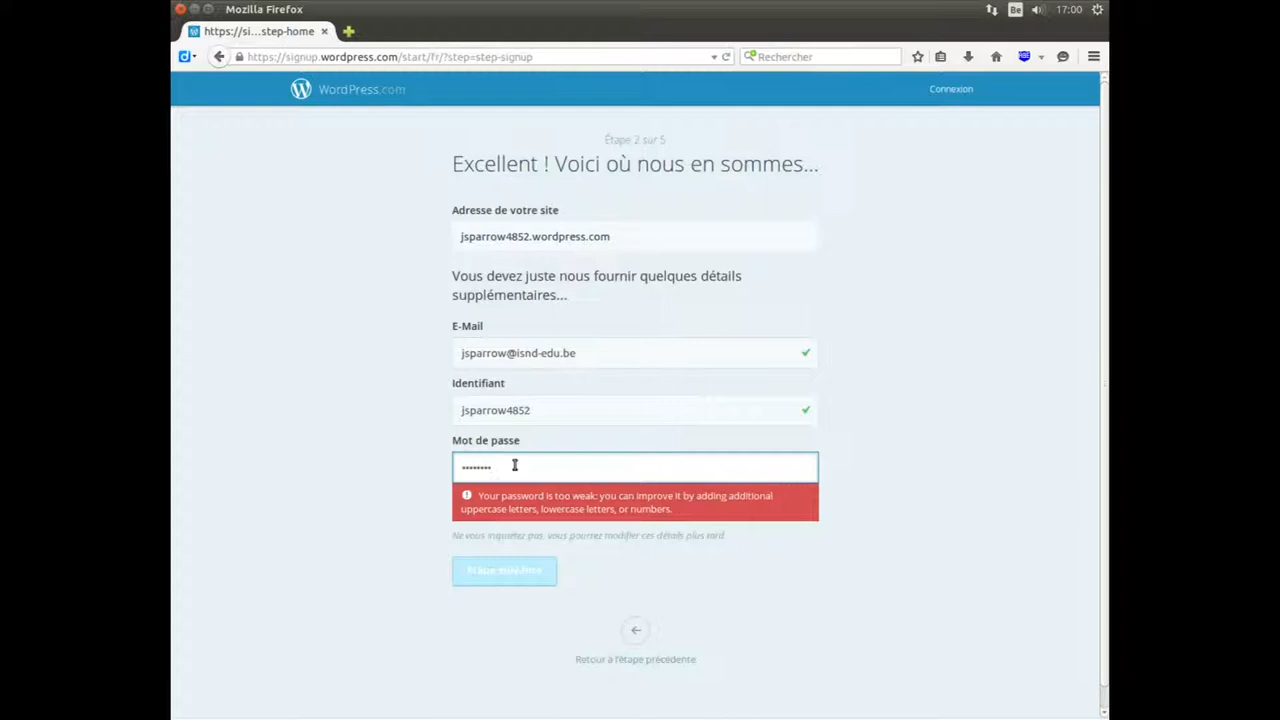 Mozilla Firefox
Be
17:00
https://si...step-home
https://signup.wordpress.com/start/fr/?step=step-signup
Rechercher
WordPress.com
Connexion
Étape 2 sur 5
Excellent ! Voici où nous en sommes...
Adresse de votre site
jsparrow4852.wordpress.com
Vous devez juste nous fournir quelques détails
supplémentaires...
E-Mail
jsparrow@isnd-edu.be
Identifiant
jsparrow4852
Mot de passe
Your password is too weak: you can improve it by adding additional
uppercase letters, lowercase letters, or numbers.
Ne vous inquietez pas, vous pourrez modifier ces détails plus tard.
Retour à l'étape précédente